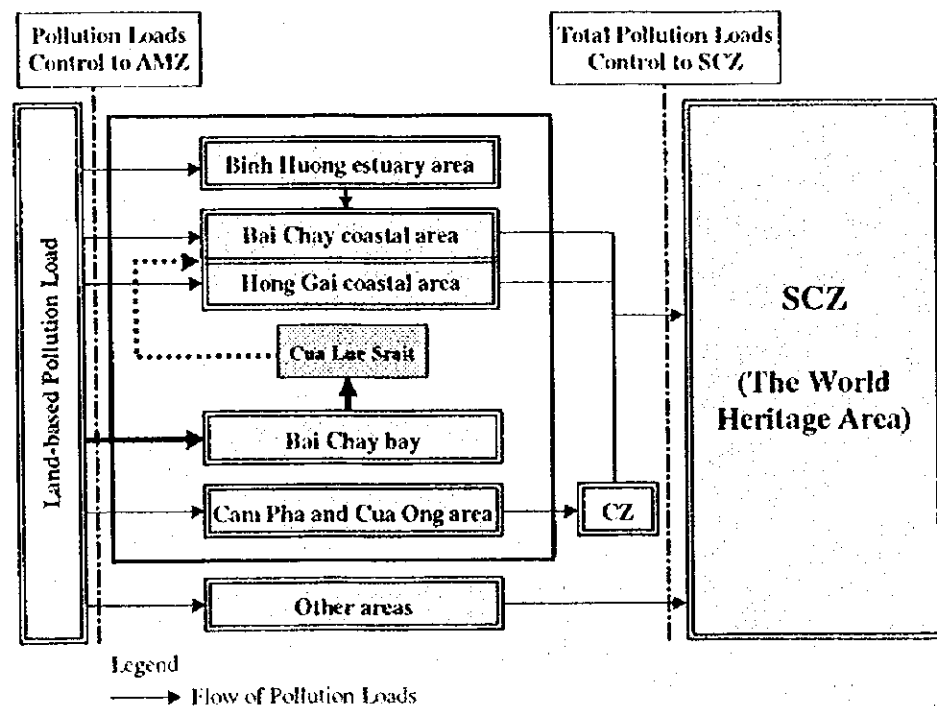 Pollution Loads
Control to AMZ
Total Pollution Loads
Control to SCZ
Land-based Pollution Load
Binh Huong estuary area
Bai Chay coastal area
Hong Gai coastal area
Cua Luc Srait
Bai Chay bay
Cam Pha and Cua Ong area
CZ
Other areas
SCZ
(The World
Heritage Area)
Legend
Flow of Pollution Loads